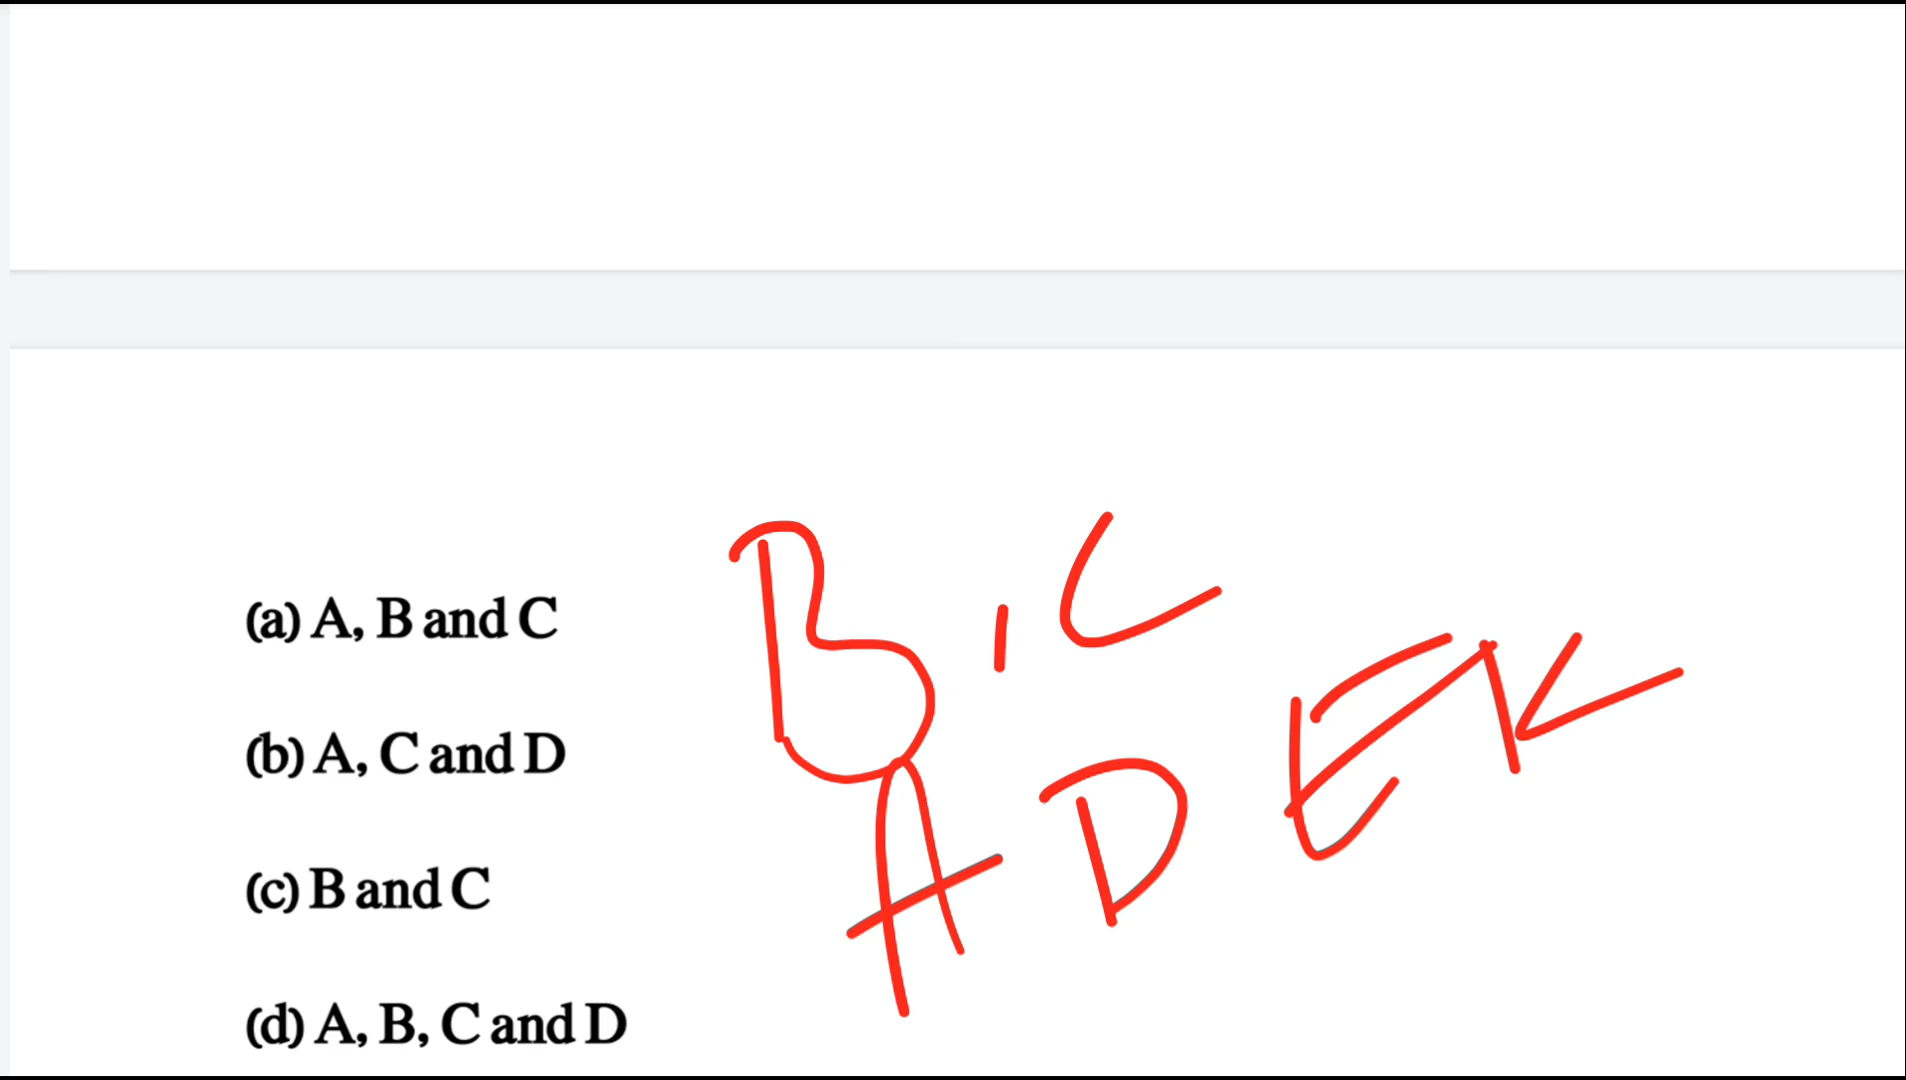 B, C
(a) A, B and C
E K
(b) A, C and D
A D
(c) B and C
(d) A, B, C and D